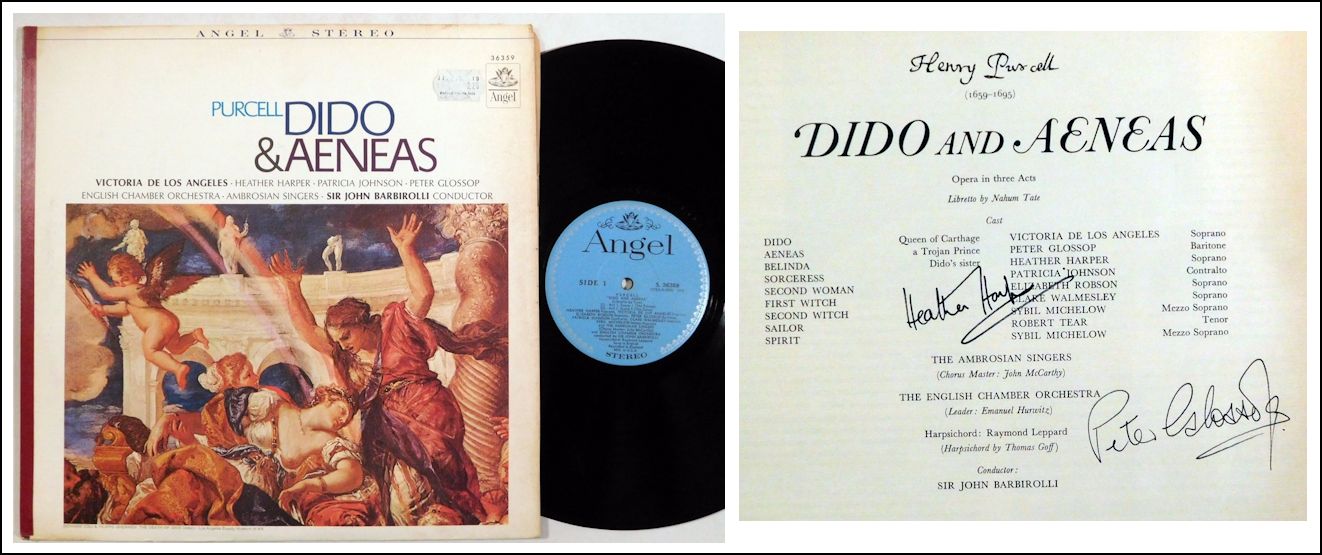 ANGEL STEREO
36359
Angel
PURCELL DIDO
& AENEAS
VICTORIA DE LOS ANGELES · HEATHER HARPER · PATRICIA JOHNSON · PETER GLOSSOP
ENGLISH CHAMBER ORCHESTRA · AMBROSIAN SINGERS · SIR JOHN BARBIROLLI CONDUCTOR
Angel
SIDE 1
S. 36359
PURCELL
STEREO
Henry Purcell
(1659–1695)
DIDO AND AENEAS
Opera in three Acts
Libretto by Nahum Tate
Cast
DIDO Queen of Carthage VICTORIA DE LOS ANGELES Soprano
AENEAS a Trojan Prince PETER GLOSSOP Baritone
BELINDA Dido's sister HEATHER HARPER Soprano
SORCERESS PATRICIA JOHNSON Contralto
SECOND WOMAN ELIZABETH ROBSON Soprano
FIRST WITCH CLARE WALMESLEY Soprano
SECOND WITCH SYBIL MICHELOW Mezzo Soprano
SAILOR ROBERT TEAR Tenor
SPIRIT SYBIL MICHELOW Mezzo Soprano
Heather Harper
THE AMBROSIAN SINGERS
(Chorus Master: John McCarthy)
THE ENGLISH CHAMBER ORCHESTRA
(Leader: Emanuel Hurwitz)
Peter Glossop
Harpsichord: Raymond Leppard
(Harpsichord by Thomas Goff)
Conductor:
SIR JOHN BARBIROLLI